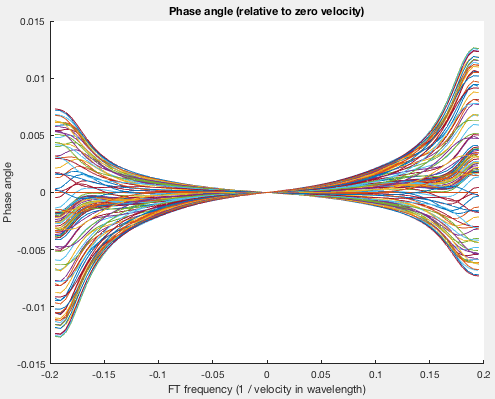 Phase angle (relative to zero velocity)
0.015
0.01
0.005
0
-0.005
-0.01
-0.015
Phase angle
-0.2 -0.15 -0.1 -0.05 0 0.05 0.1 0.15 0.2
FT frequency (1 / velocity in wavelength)